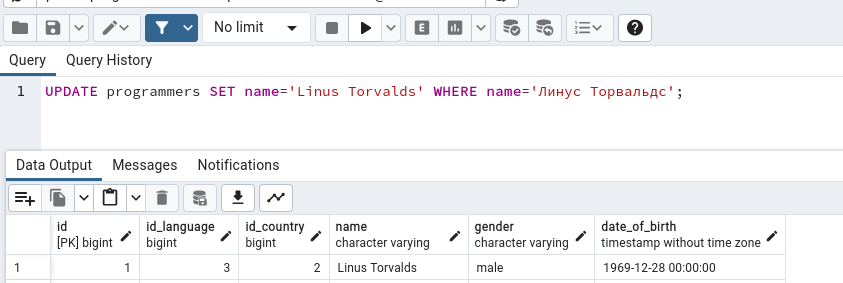 No limit
Query Query History
1 UPDATE programmers SET name='Linus Torvalds' WHERE name='Линус Торвальдс';
Data Output Messages Notifications
id id_language id_country name gender date_of_birth
[PK] bigint bigint bigint character varying character varying timestamp without time zone
1 1 3 2 Linus Torvalds male 1969-12-28 00:00:00